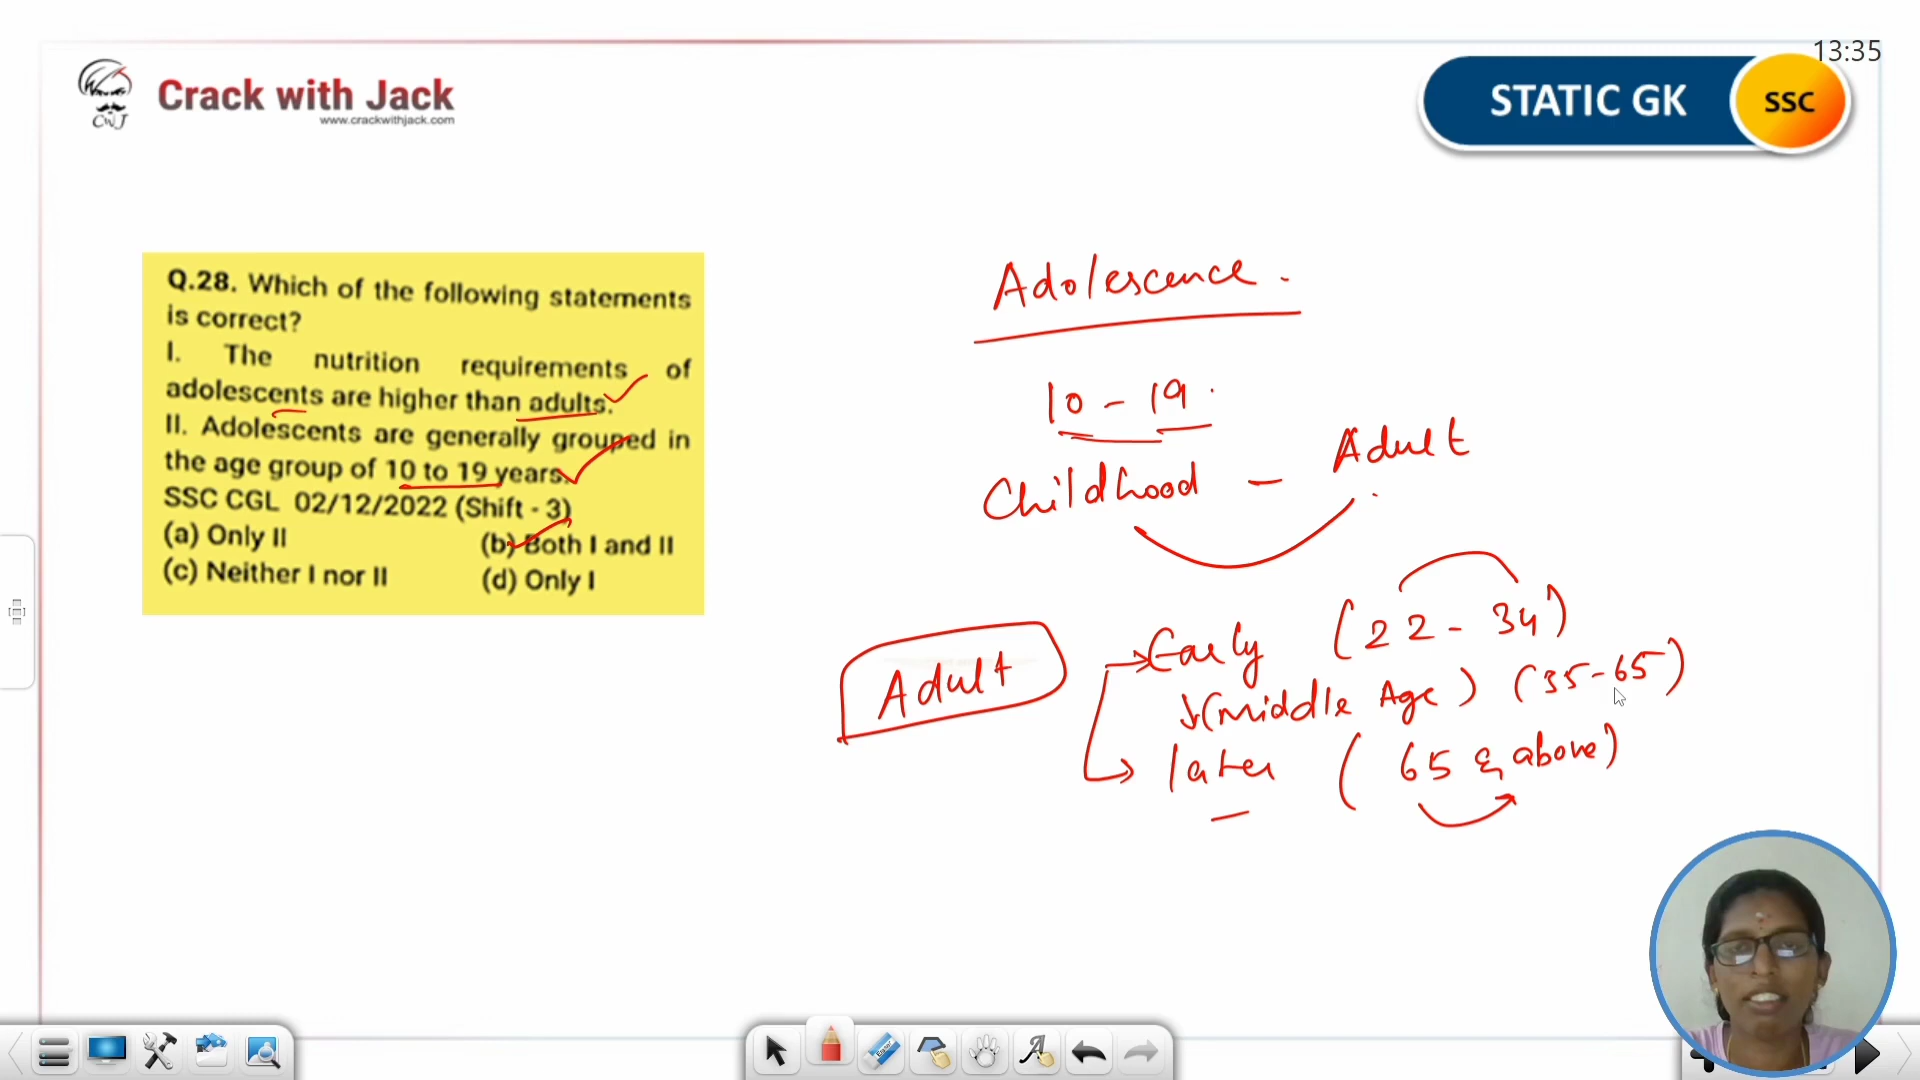 13:35
Crack with Jack
www.crackwithjack.com
CWJ
STATIC GK
SSC
Q.28. Which of the following statements
is correct?
I. The nutrition requirements of
adolescents are higher than adults.
II. Adolescents are generally grouped in
the age group of 10 to 19 years.
SSC CGL 02/12/2022 (Shift - 3)
(a) Only II (b) Both I and II
(c) Neither I nor II (d) Only I
Adolescence.
10 - 19.
Childhood - Adult
Adult
Early (22 - 34)
(Middle Age) (35-65)
later (65 & above)
Eraser